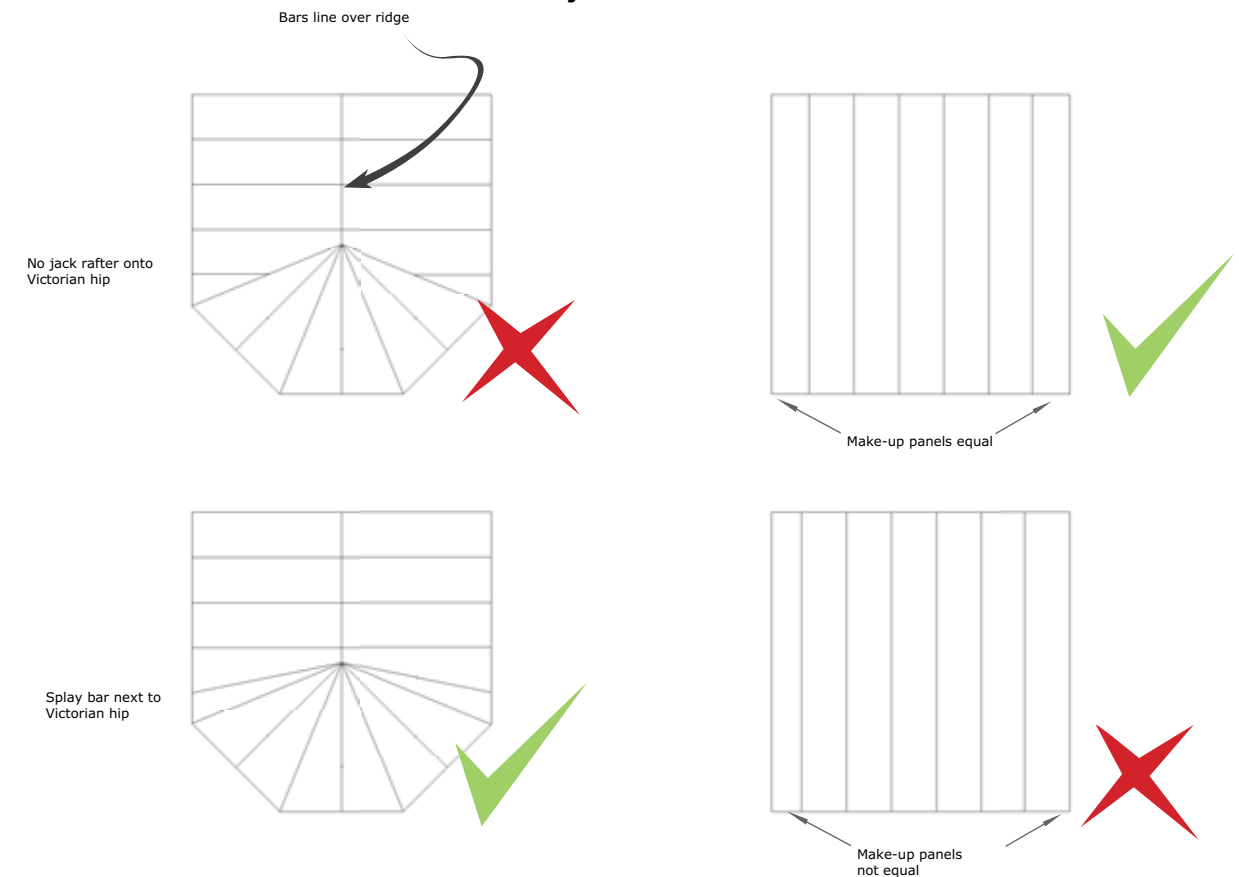 Bars line over ridge
No jack rafter onto
Victorian hip
Make-up panels equal
Splay bar next to
Victorian hip
Make-up panels
not equal